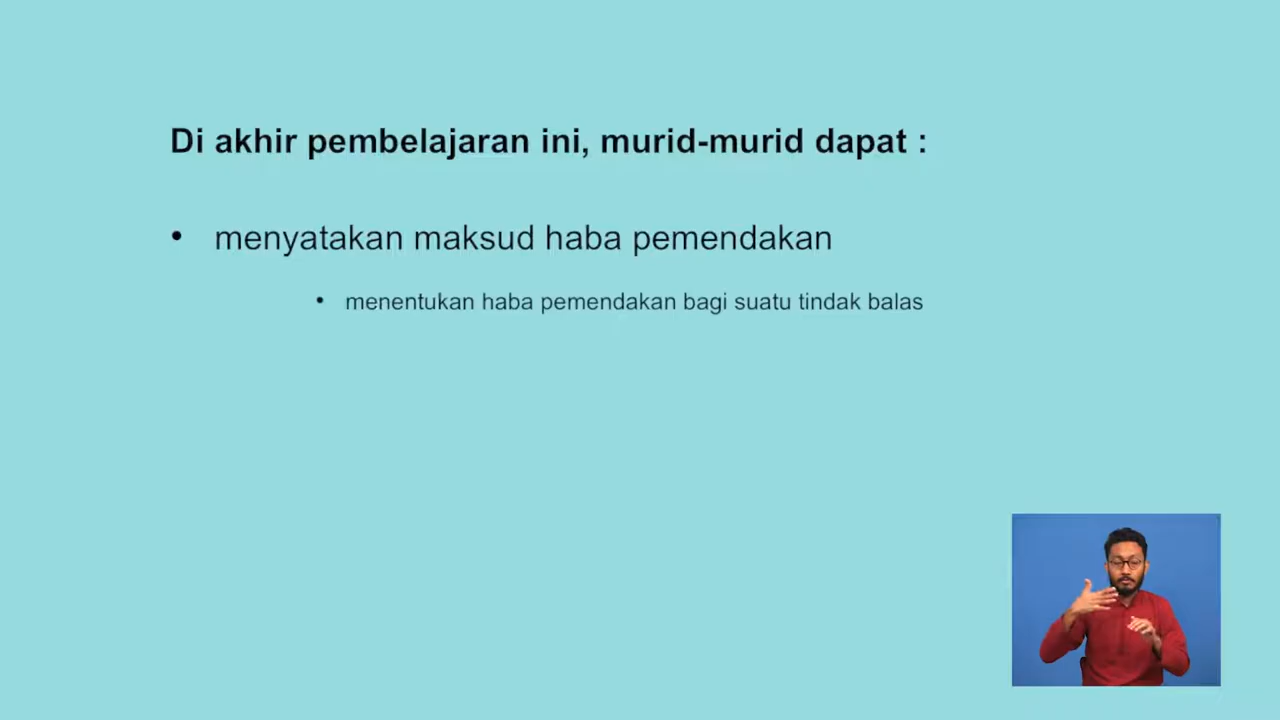 Di akhir pembelajaran ini, murid-murid dapat :
• menyatakan maksud haba pemendakan
• menentukan haba pemendakan bagi suatu tindak balas